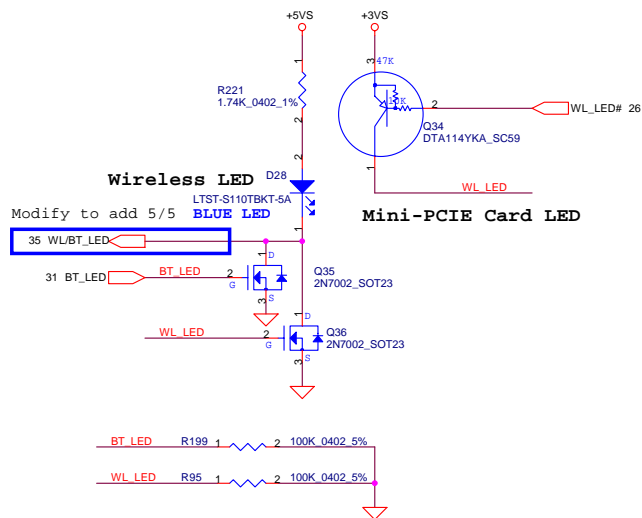 +5VS
+3VS
1
R221
1.74K_0402_1%
2
3
47K
10K
2
WL_LED# 26
Q34
DTA114YKA_SC59
1
WL_LED
Mini-PCIE Card LED
2
D28
Wireless LED
LTST-S110TBKT-5A
Modify to add 5/5
BLUE LED
1
35 WL/BT_LED
1
D
31 BT_LED
BT_LED
2
G
Q35
2N7002_SOT23
3
S
1
D
WL_LED
2
G
Q36
2N7002_SOT23
3
S
BT_LED R199 1 2 100K_0402_5%
WL_LED R95 1 2 100K_0402_5%